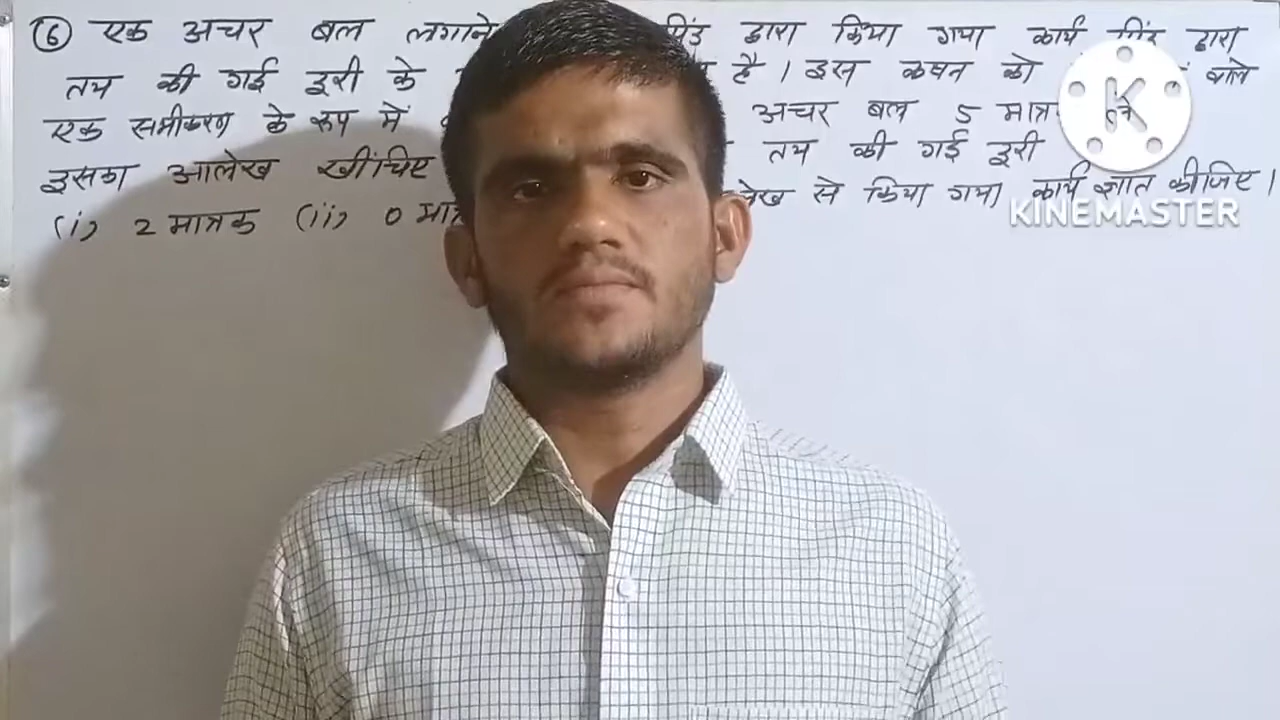 ⑥ एक अचर बल लगाने पिंड द्वारा किया गया कार्य द्वारा
तय की गई दूरी के है । इस कथन को वाले
एक समीकरण के रूप में अचर बल 5
इसका आलेख खींचिए तय की गई दूरी
(i) 2 मात्रक (ii) 0 से किया गया कार्य ज्ञात कीजिए ।
K
KINEMASTER